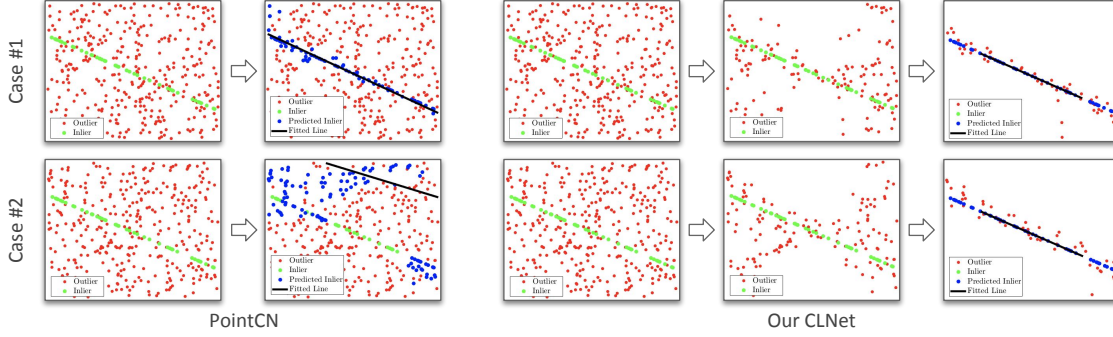 Case #1
Outlier
Inlier
Outlier
Inlier
Predicted Inlier
Fitted Line
Outlier
Inlier
Outlier
Inlier
Outlier
Inlier
Predicted Inlier
Fitted Line
Case #2
Outlier
Inlier
Outlier
Inlier
Predicted Inlier
Fitted Line
Outlier
Inlier
Outlier
Inlier
Outlier
Inlier
Predicted Inlier
Fitted Line
PointCN
Our CLNet